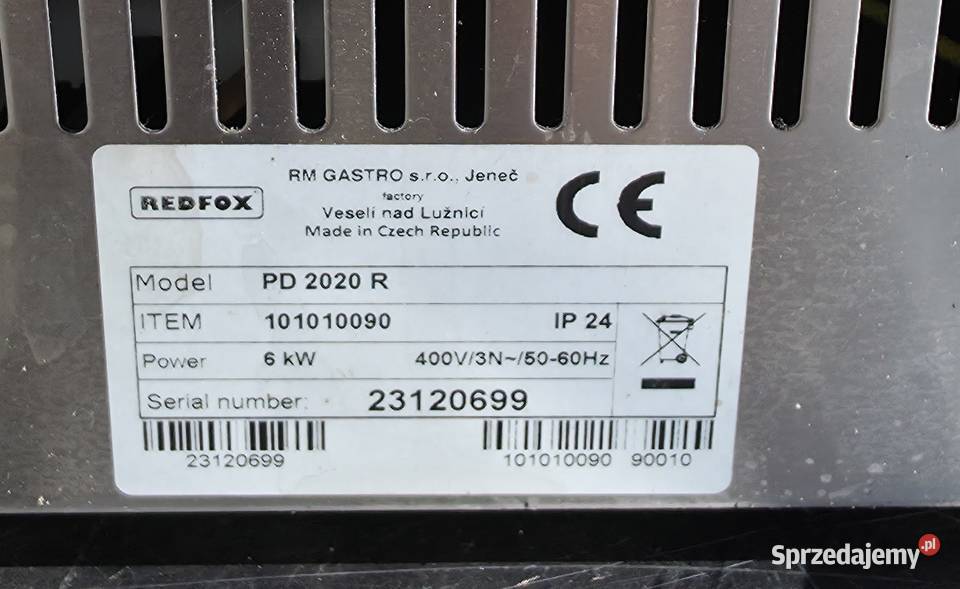 REDFOX
RM GASTRO s.r.o., Jeneč
factory
Veselí nad Lužnicí
Made in Czech Republic
CE
Model PD 2020 R
ITEM 101010090 IP 24
Power 6 kW 400V/3N~/50-60Hz
Serial number: 23120699
23120699
101010090 90010
Sprzedajemy.pl